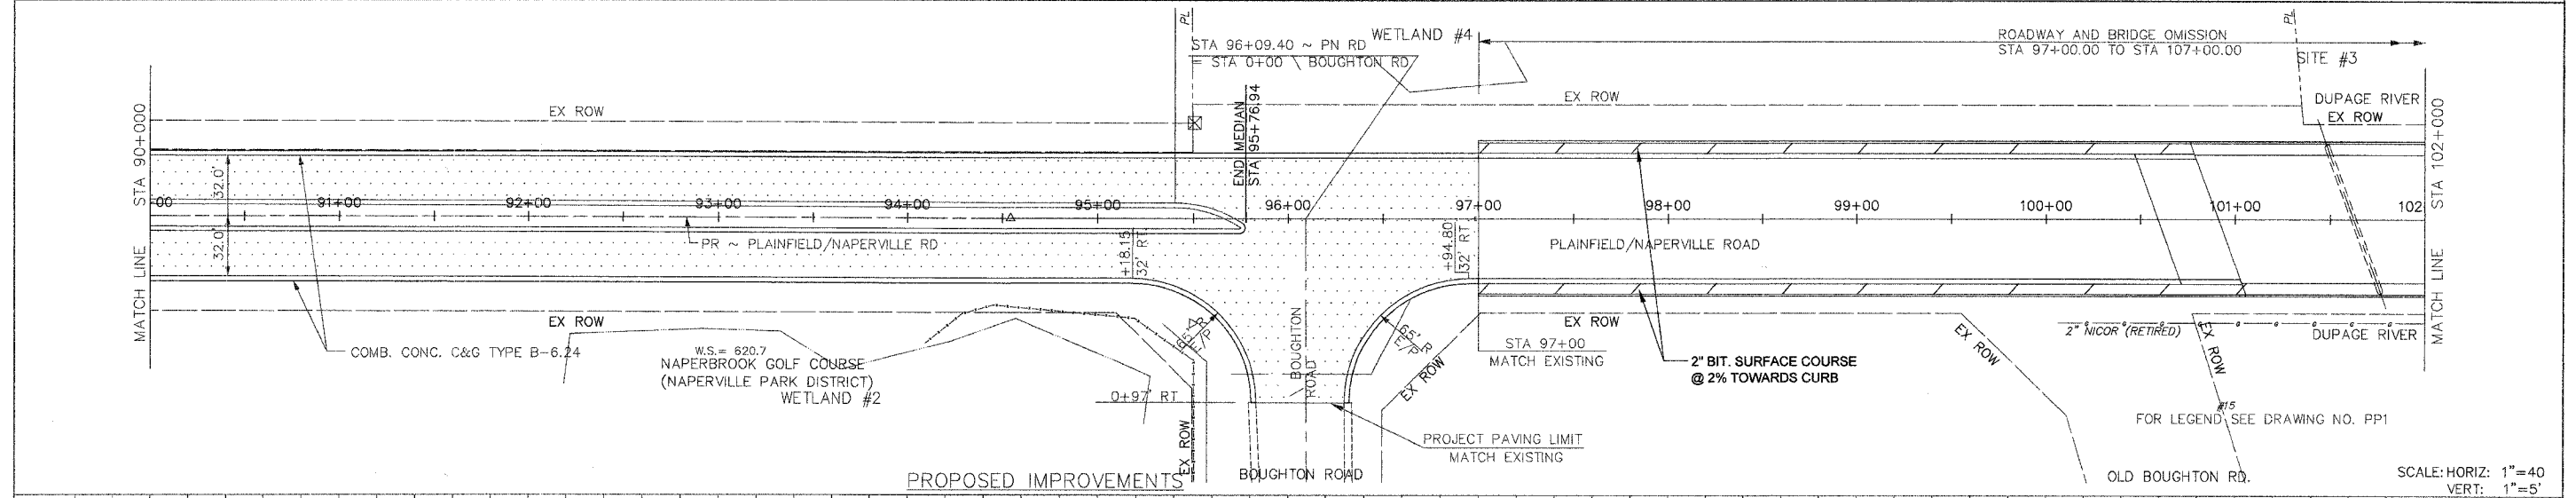 PL
STA 96+09.40 ~ PN RD
= STA 0+00 \ BOUGHTON RD
WETLAND #4
ROADWAY AND BRIDGE OMISSION
STA 97+00.00 TO STA 107+00.00
PL
SITE #3
MATCH LINE STA 90+000
EX ROW
END MEDIAN
STA 95+76.94
EX ROW
DUPAGE RIVER
EX ROW
MATCH LINE STA 102+000
32.0'
32.0'
00 91+00 92+00 93+00 94+00 95+00 96+00 97+00 98+00 99+00 100+00 101+00 102
PR ~ PLAINFIELD/NAPERVILLE RD
+18.15
32' RT
+94.80
32' RT
PLAINFIELD/NAPERVILLE ROAD
EX ROW
COMB. CONC. C&G TYPE B-6.24
W.S.= 620.7
NAPERBROOK GOLF COURSE
(NAPERVILLE PARK DISTRICT)
WETLAND #2
E/P
BOUGHTON
ROAD
65' R
E/P
EX ROW
STA 97+00
MATCH EXISTING
EX ROW
2" BIT. SURFACE COURSE
@ 2% TOWARDS CURB
EX ROW
2" NICOR (RETIRED)
EX ROW
DUPAGE RIVER
0+97' RT
EX ROW
PROJECT PAVING LIMIT
MATCH EXISTING
#15
FOR LEGEND SEE DRAWING NO. PP1
PROPOSED IMPROVEMENTS
BOUGHTON ROAD
OLD BOUGHTON RD.
SCALE: HORIZ: 1"=40
VERT: 1"=5'